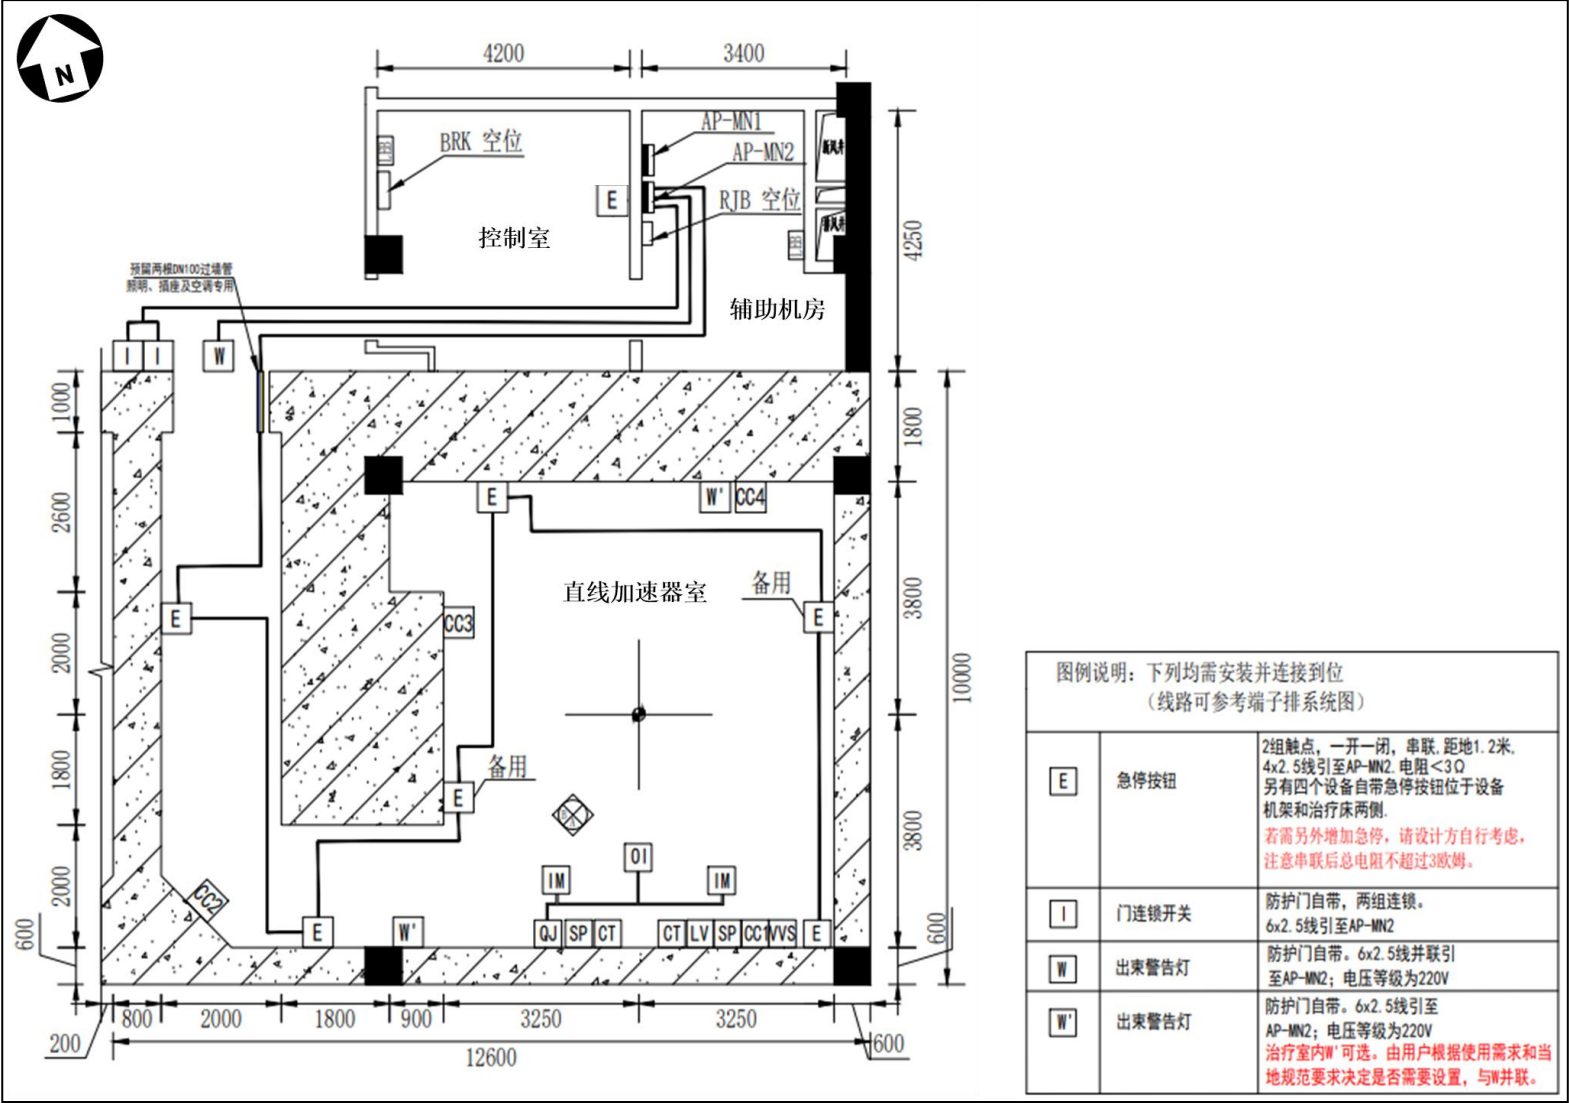 N
4200
3400
AP-MN1
BRK 空位
AP-MN2
新风井
E
RJB 空位
控制室
4250
预留两根DN100过墙管
照明、插座及空调专用
辅助机房
I
I
W
1000
1800
E
W'
CC4
2600
直线加速器室
备用
3800
E
CC3
E
2000
10000
备用
1800
E
3800
OI
IM
IM
2000
CC2
600
E
W'
QJ
SP
CT
CT
LV
SP
CC1
VVS
E
600
800
2000
1800
900
3250
3250
200
12600
600
图例说明：下列均需安装并连接到位
（线路可参考端子排系统图）
E
急停按钮
2组触点，一开一闭，串联,距地1.2米,
4x2.5线引至AP-MN2.电阻＜3Ω
另有四个设备自带急停按钮位于设备
机架和治疗床两侧.
若需另外增加急停，请设计方自行考虑，
注意串联后总电阻不超过3欧姆。
I
门连锁开关
防护门自带，两组连锁。
6x2.5线引至AP-MN2
W
出束警告灯
防护门自带。6x2.5线并联引
至AP-MN2；电压等级为220V
W'
出束警告灯
防护门自带。6x2.5线引至
AP-MN2；电压等级为220V
治疗室内W'可选。由用户根据使用需求和当
地规范要求决定是否需要设置，与W并联。